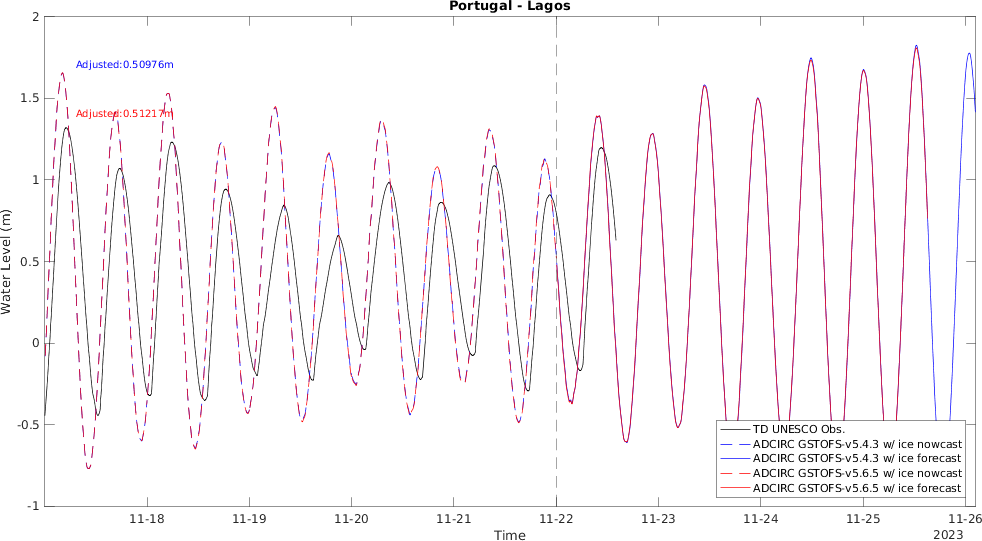 Portugal - Lagos
2
1.5
1
0.5
0
-0.5
-1
Water Level (m)
Adjusted:0.50976m
Adjusted:0.51217m
TD UNESCO Obs.
ADCIRC GSTOFS-v5.4.3 w/ ice nowcast
ADCIRC GSTOFS-v5.4.3 w/ ice forecast
ADCIRC GSTOFS-v5.6.5 w/ ice nowcast
ADCIRC GSTOFS-v5.6.5 w/ ice forecast
11-18 11-19 11-20 11-21 11-22 11-23 11-24 11-25 11-26
Time
2023